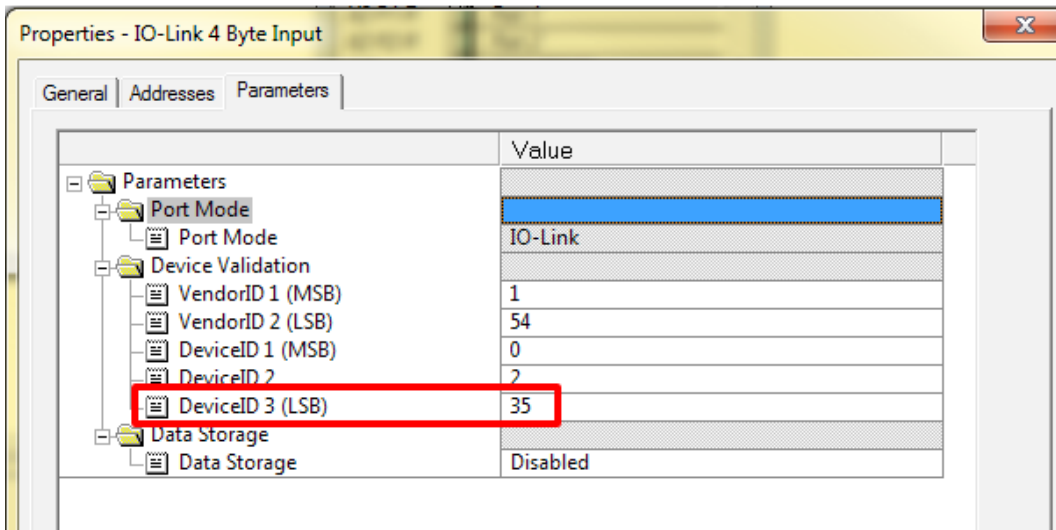 Properties - IO-Link 4 Byte Input
General Addresses Parameters
Value
Parameters
Port Mode
Port Mode IO-Link
Device Validation
VendorID 1 (MSB) 1
VendorID 2 (LSB) 54
DeviceID 1 (MSB) 0
DeviceID 2 2
DeviceID 3 (LSB) 35
Data Storage
Data Storage Disabled